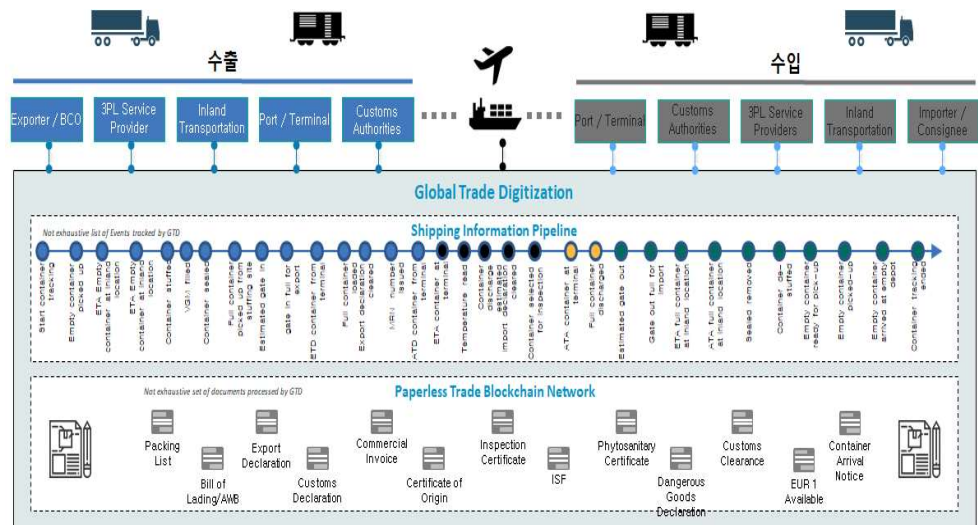 수출
수입
Exporter / BCO
3PL Service
Provider
Inland
Transportation
Port / Terminal
Customs
Authorities
Port / Terminal
Customs
Authorities
3PL Service
Providers
Inland
Transportation
Importer /
Consignee
Global Trade Digitization
Not exhaustive list of Events tracked by GTD
Shipping Information Pipeline
Start container
tracking
Empty container
picked up
ETA Empty
container at inland
location
ETA Empty
container at inland
location
Container stuffed
VGM filled
Container sealed
Full container
picked up from
stuffing site
Estimated gate in
gate in full for
export
ETD container from
terminal
Full container
loaded
Export declaration
cleared
MRN number
issued
ATD container from
terminal
ETA container at
terminal
Temperature read
Container
discharge
estimated
import declaration
cleared
Container selected
for inspection
ATA container at
terminal
Full container
discharged
Estimated gate out
Gate out full for
import
ETA full container
at inland location
ATA full container
at inland location
Sealed removed
Container de-
stuffed
Empty container
ready for pick-up
Empty container
picked-up
Empty container
arrived at empty
depot
Container tracking
ended
Not exhaustive set of documents processed by GTD
Paperless Trade Blockchain Network
Packing
List
Bill of
Lading/AWB
Export
Declaration
Customs
Declaration
Commercial
Invoice
Certificate of
Origin
Inspection
Certificate
ISF
Phytosanitary
Certificate
Dangerous
Goods
Declaration
Customs
Clearance
EUR 1
Available
Container
Arrival
Notice